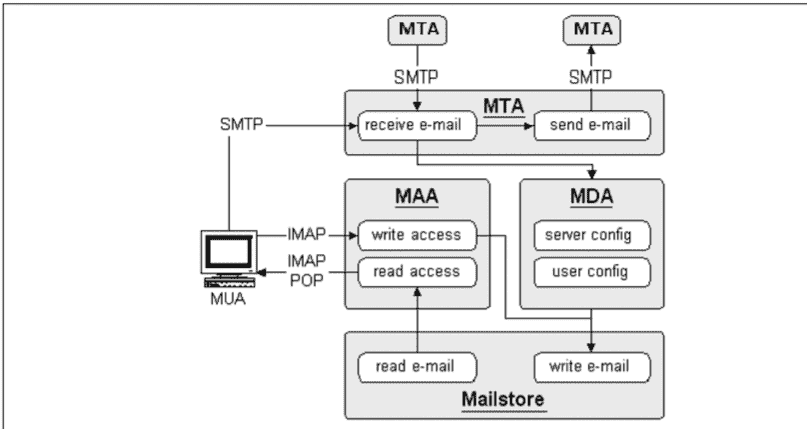 MTA
MTA
SMTP
SMTP
MTA
SMTP
receive e-mail
send e-mail
MAA
MDA
IMAP
write access
server config
IMAP
POP
read access
user config
MUA
read e-mail
write e-mail
Mailstore